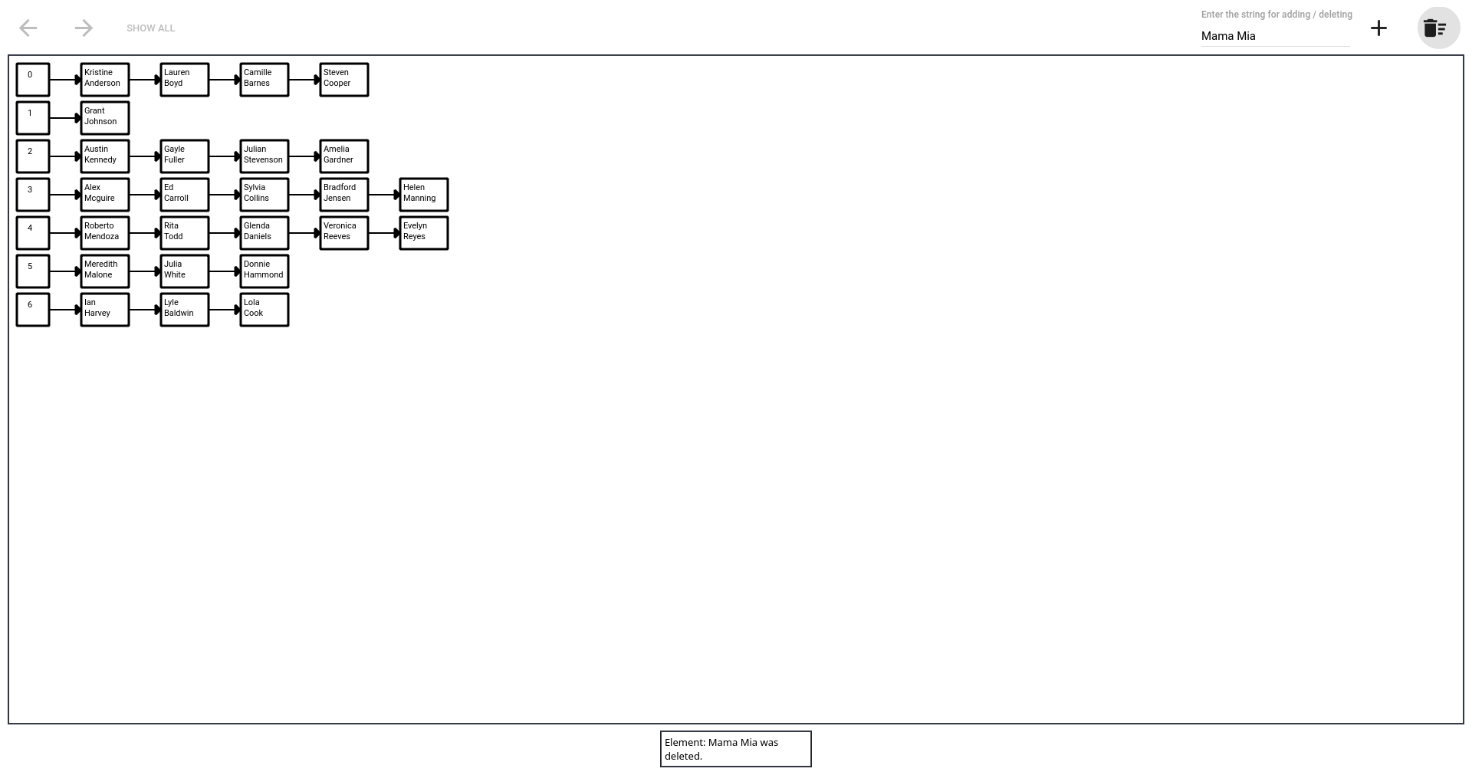 SHOW ALL
Enter the string for adding / deleting
Mama Mia
0
Kristine
Anderson
Lauren
Boyd
Camille
Barnes
Steven
Cooper
1
Grant
Johnson
2
Austin
Kennedy
Gayle
Fuller
Julian
Stevenson
Amelia
Gardner
3
Alex
Mcguire
Ed
Carroll
Sylvia
Collins
Bradford
Jensen
Helen
Manning
4
Roberto
Mendoza
Rita
Todd
Glenda
Daniels
Veronica
Reeves
Evelyn
Reyes
5
Meredith
Malone
Julia
White
Donnie
Hammond
6
Ian
Harvey
Lyle
Baldwin
Lola
Cook
Element: Mama Mia was
deleted.